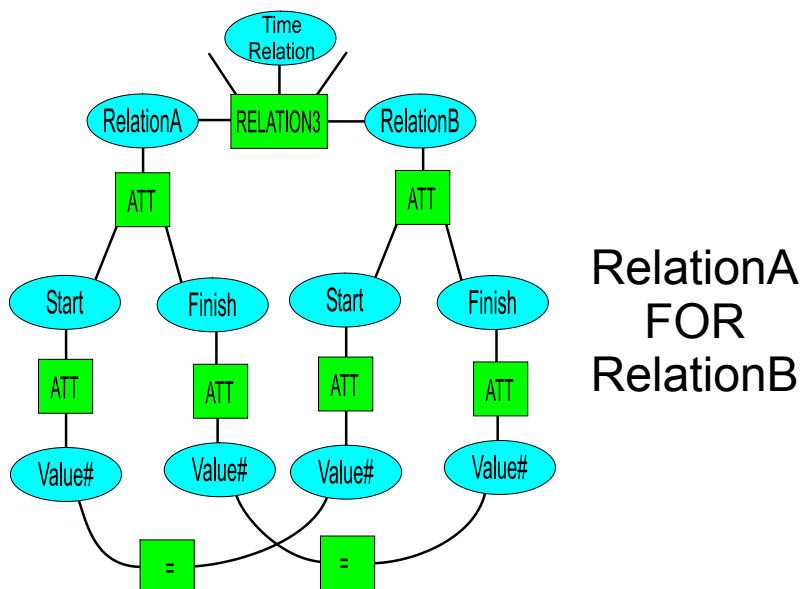 Time
Relation
RelationA
RELATION3
RelationB
ATT
ATT
Start
Finish
Start
Finish
ATT
ATT
ATT
ATT
Value#
Value#
Value#
Value#
=
=
RelationA
FOR
RelationB